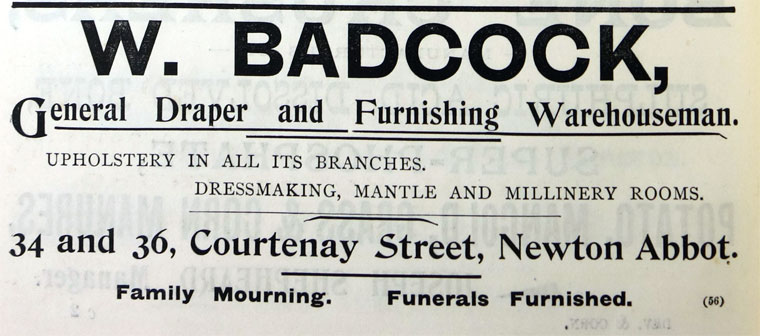 W. BADCOCK,
General Draper and Furnishing Warehouseman.
UPHOLSTERY IN ALL ITS BRANCHES.
DRESSMAKING, MANTLE AND MILLINERY ROOMS.
34 and 36, Courtenay Street, Newton Abbot.
Family Mourning. Funerals Furnished. (56)